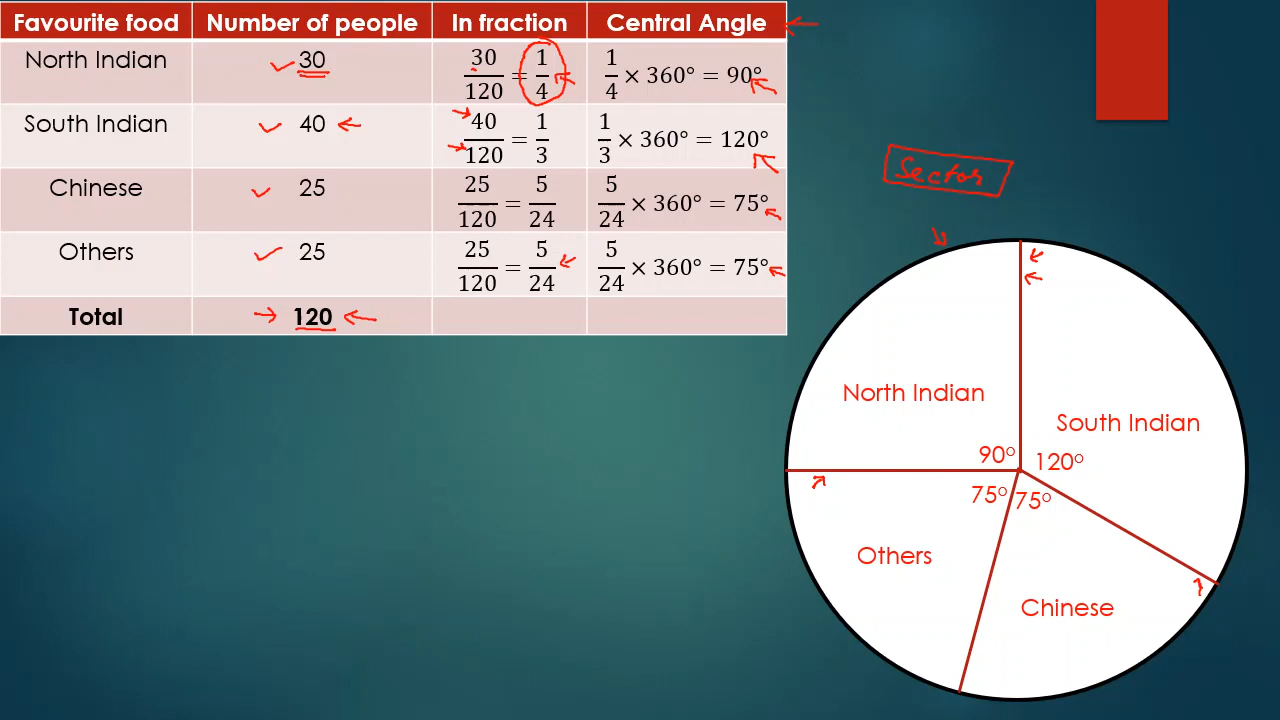 Favourite food Number of people In fraction Central Angle
North Indian 30 30/120 = 1/4 1/4 × 360° = 90°
South Indian 40 40/120 = 1/3 1/3 × 360° = 120°
Chinese 25 25/120 = 5/24 5/24 × 360° = 75°
Others 25 25/120 = 5/24 5/24 × 360° = 75°
Total 120
Sector
North Indian
South Indian
90° 120°
75° 75°
Others
Chinese